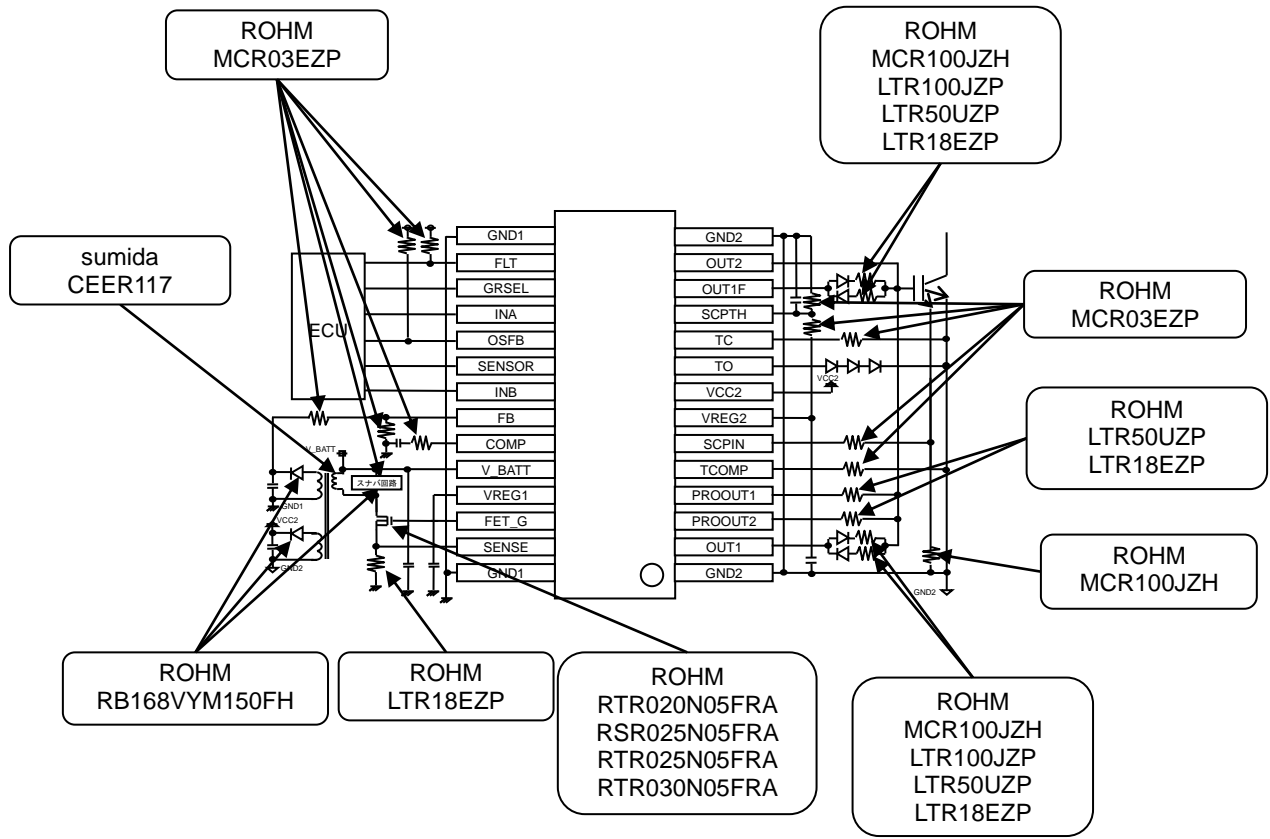 ROHM
MCR03EZP
ROHM
MCR100JZH
LTR100JZP
LTR50UZP
LTR18EZP
sumida
CEER117
ECU
GND1
FLT
GRSEL
INA
OSFB
SENSOR
INB
FB
COMP
V_BATT
VREG1
FET_G
SENSE
GND1
GND2
OUT2
OUT1F
SCPTH
TC
TO
VCC2
VREG2
SCPIN
TCOMP
PROOUT1
PROOUT2
OUT1
GND2
VCC2
V_BATT
スナバ回路
GND1
VCC2
GND2
GND2
ROHM
MCR03EZP
ROHM
LTR50UZP
LTR18EZP
ROHM
MCR100JZH
ROHM
RB168VYM150FH
ROHM
LTR18EZP
ROHM
RTR020N05FRA
RSR025N05FRA
RTR025N05FRA
RTR030N05FRA
ROHM
MCR100JZH
LTR100JZP
LTR50UZP
LTR18EZP